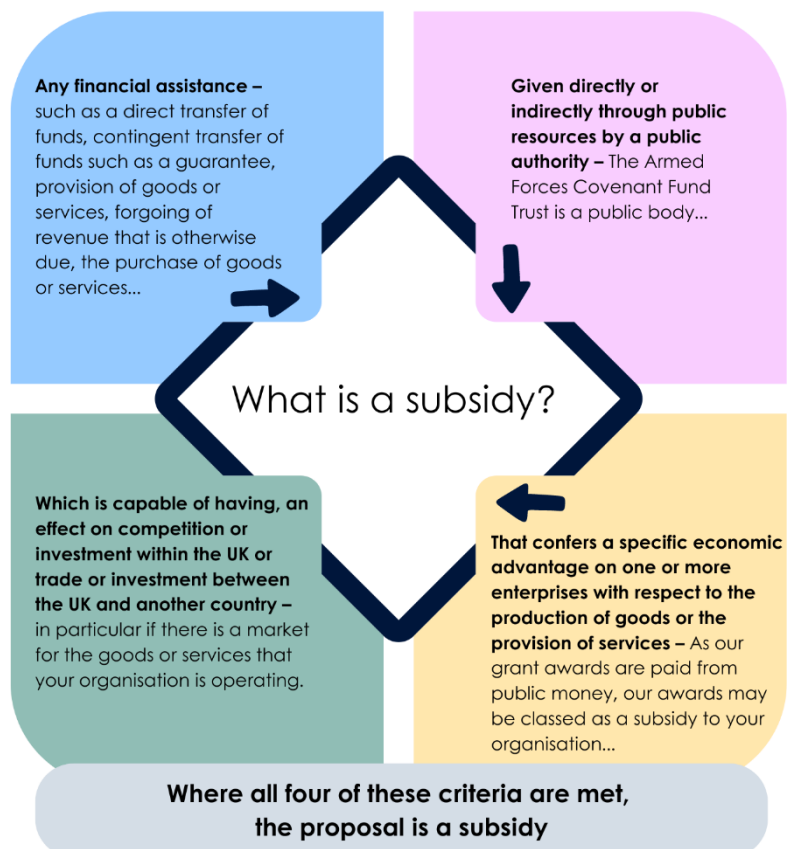 Any financial assistance –
such as a direct transfer of
funds, contingent transfer of
funds such as a guarantee,
provision of goods or
services, forgoing of
revenue that is otherwise
due, the purchase of goods
or services...
Given directly or
indirectly through public
resources by a public
authority – The Armed
Forces Covenant Fund
Trust is a public body...
What is a subsidy?
Which is capable of having, an
effect on competition or
investment within the UK or
trade or investment between
the UK and another country –
in particular if there is a market
for the goods or services that
your organisation is operating.
That confers a specific economic
advantage on one or more
enterprises with respect to the
production of goods or the
provision of services – As our
grant awards are paid from
public money, our awards may
be classed as a subsidy to your
organisation...
Where all four of these criteria are met,
the proposal is a subsidy